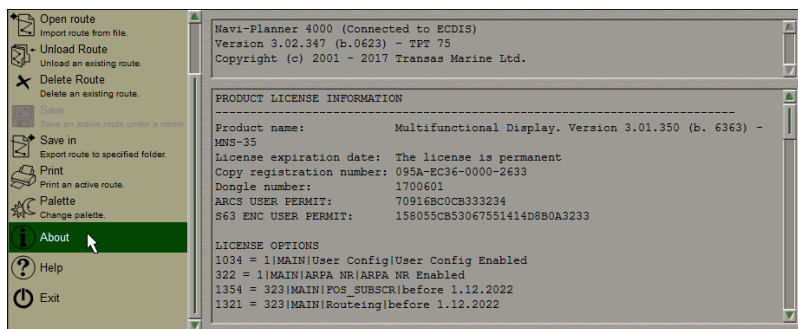 Open route
Import route from file.
Unload Route
Unload an existing route.
Delete Route
Delete an existing route.
Save
Save an active route under a name
Save in
Export route to specified folder.
Print
Print an active route.
Palette
Change palette.
About
Help
Exit
Navi-Planner 4000 (Connected to ECDIS)
Version 3.02.347 (b.0623) - TPT 75
Copyright (c) 2001 - 2017 Transas Marine Ltd.
PRODUCT LICENSE INFORMATION
--------------------------------------------------------------------------
Product name: Multifunctional Display. Version 3.01.350 (b. 6363) -
MNS-35
License expiration date: The license is permanent
Copy registration number: 095A-EC36-0000-2633
Dongle number: 1700601
ARCS USER PERMIT: 70916BC0CB333234
S63 ENC USER PERMIT: 158055CB53067551414D8B0A3233
LICENSE OPTIONS
1034 = 1|MAIN|User Config|User Config Enabled
322 = 1|MAIN|ARPA NR|ARPA NR Enabled
1354 = 323|MAIN|FOS_SUBSCR|before 1.12.2022
1321 = 323|MAIN|Routeing|before 1.12.2022